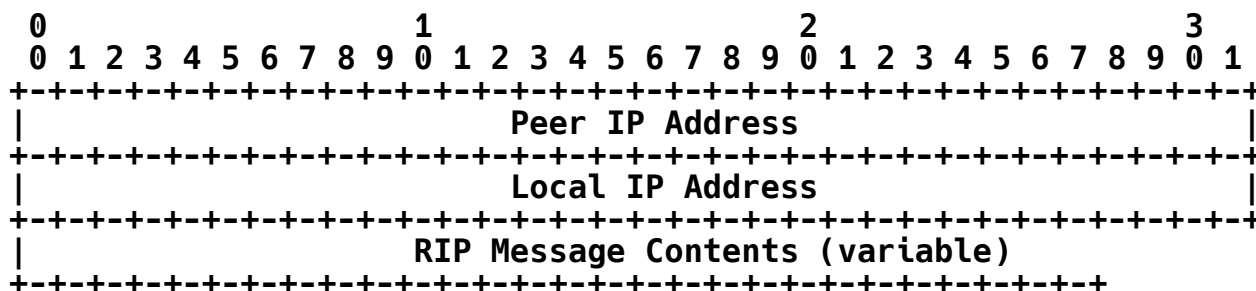 0                   1                   2                   3
 0 1 2 3 4 5 6 7 8 9 0 1 2 3 4 5 6 7 8 9 0 1 2 3 4 5 6 7 8 9 0 1
+-+-+-+-+-+-+-+-+-+-+-+-+-+-+-+-+-+-+-+-+-+-+-+-+-+-+-+-+-+-+-+-+
|                         Peer IP Address                       |
+-+-+-+-+-+-+-+-+-+-+-+-+-+-+-+-+-+-+-+-+-+-+-+-+-+-+-+-+-+-+-+-+
|                         Local IP Address                      |
+-+-+-+-+-+-+-+-+-+-+-+-+-+-+-+-+-+-+-+-+-+-+-+-+-+-+-+-+-+-+-+-+
|                    RIP Message Contents (variable)
+-+-+-+-+-+-+-+-+-+-+-+-+-+-+-+-+-+-+-+-+-+-+-+-+-+-+-+-+